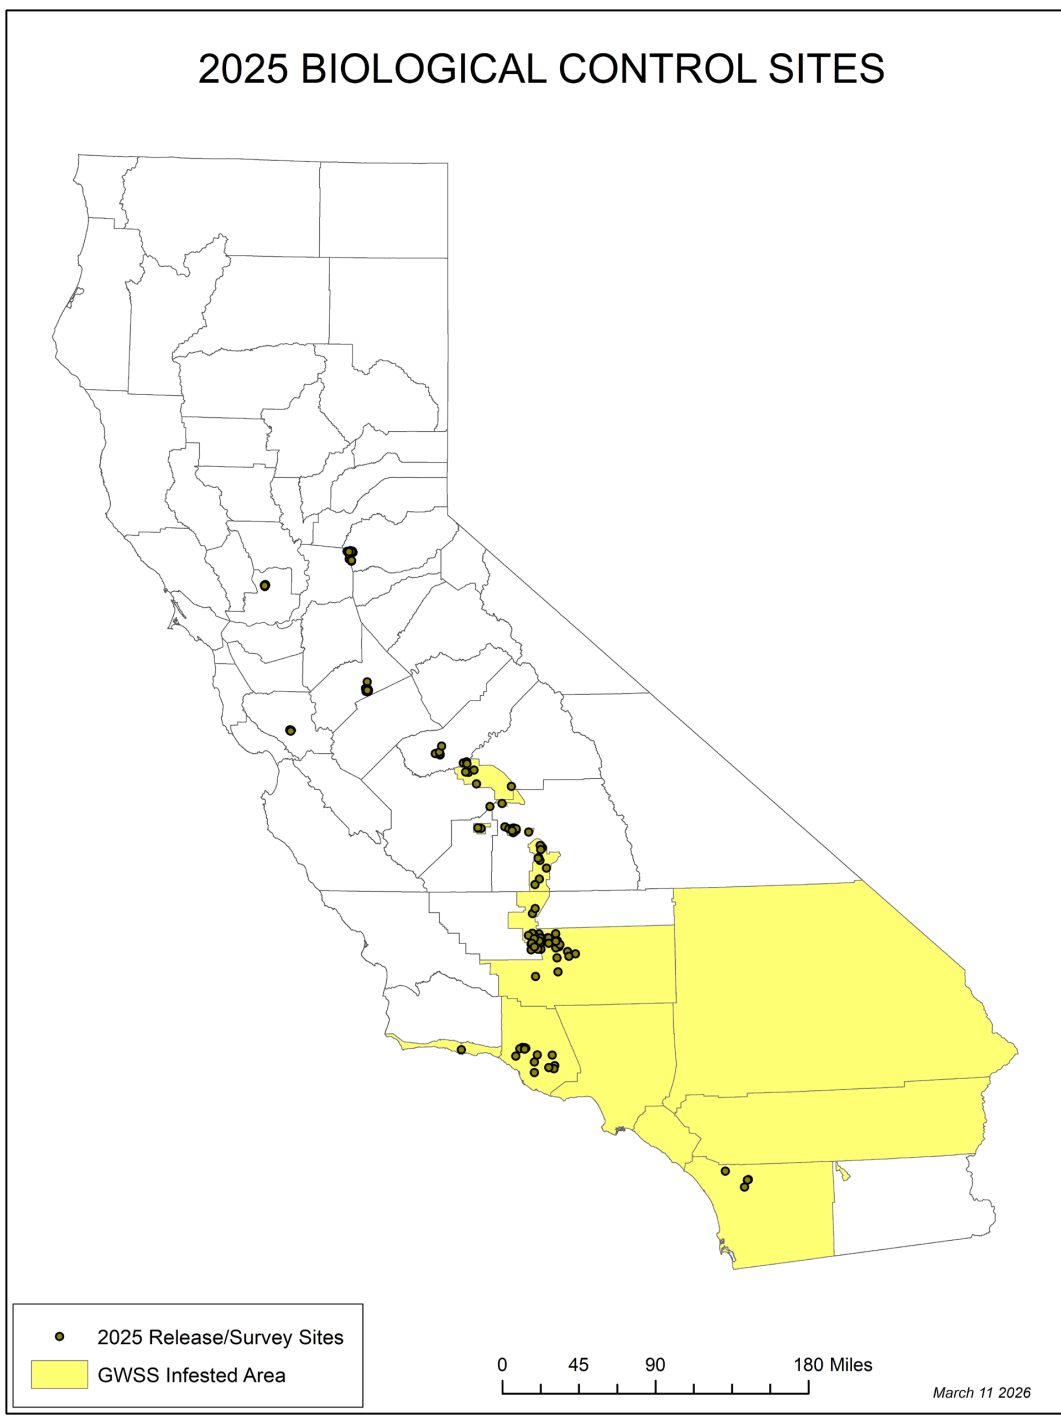 2025 BIOLOGICAL CONTROL SITES
2025 Release/Survey Sites
GWSS Infested Area
0 45 90 180 Miles
March 11 2026